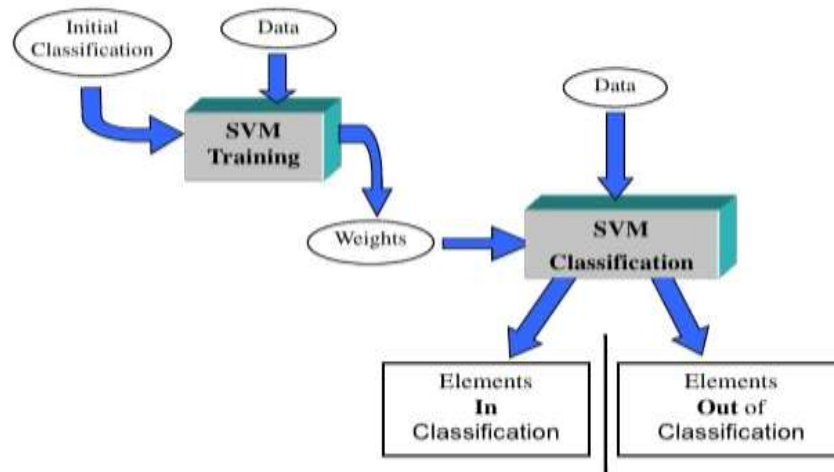 Initial
Classification
Data
SVM
Training
Data
Weights
SVM
Classification
Elements
In
Classification
Elements
Out of
Classification